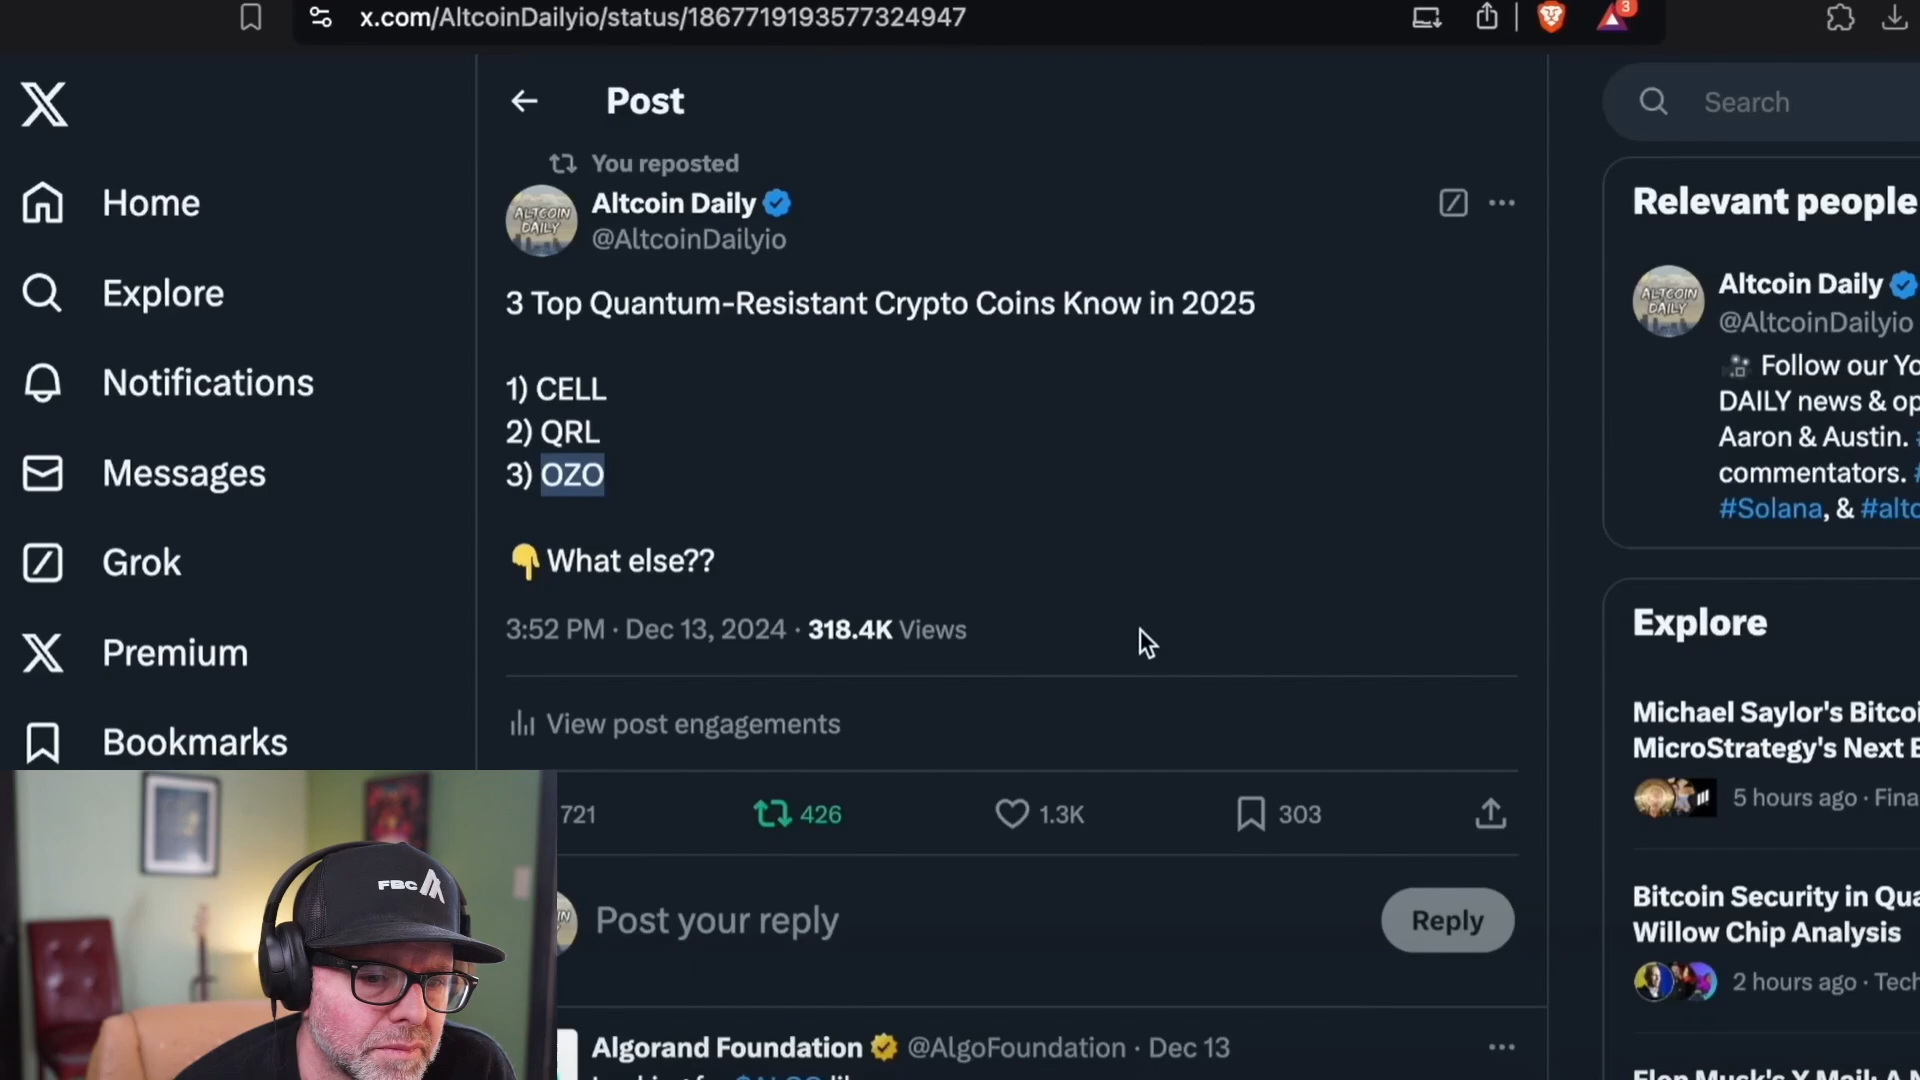 x.com/AltcoinDailyio/status/1867719193577324947
3
Post
Search
You reposted
Altcoin Daily
@AltcoinDailyio
3 Top Quantum-Resistant Crypto Coins Know in 2025
1) CELL
2) QRL
3) OZO
👇What else??
3:52 PM · Dec 13, 2024 · 318.4K Views
View post engagements
721
426
1.3K
303
Post your reply
Reply
Algorand Foundation @AlgoFoundation · Dec 13
Home
Explore
Notifications
Messages
Grok
Premium
Bookmarks
FBC
Relevant people
Altcoin Daily
@AltcoinDailyio
Follow our Yo
DAILY news & op
Aaron & Austin.
commentators. #
#Solana, & #altc
Explore
Michael Saylor's Bitcoi
MicroStrategy's Next
5 hours ago · Fina
Bitcoin Security in Qua
Willow Chip Analysis
2 hours ago · Tech
ALTCOIN
DAILY
ALTCOIN
DAILY